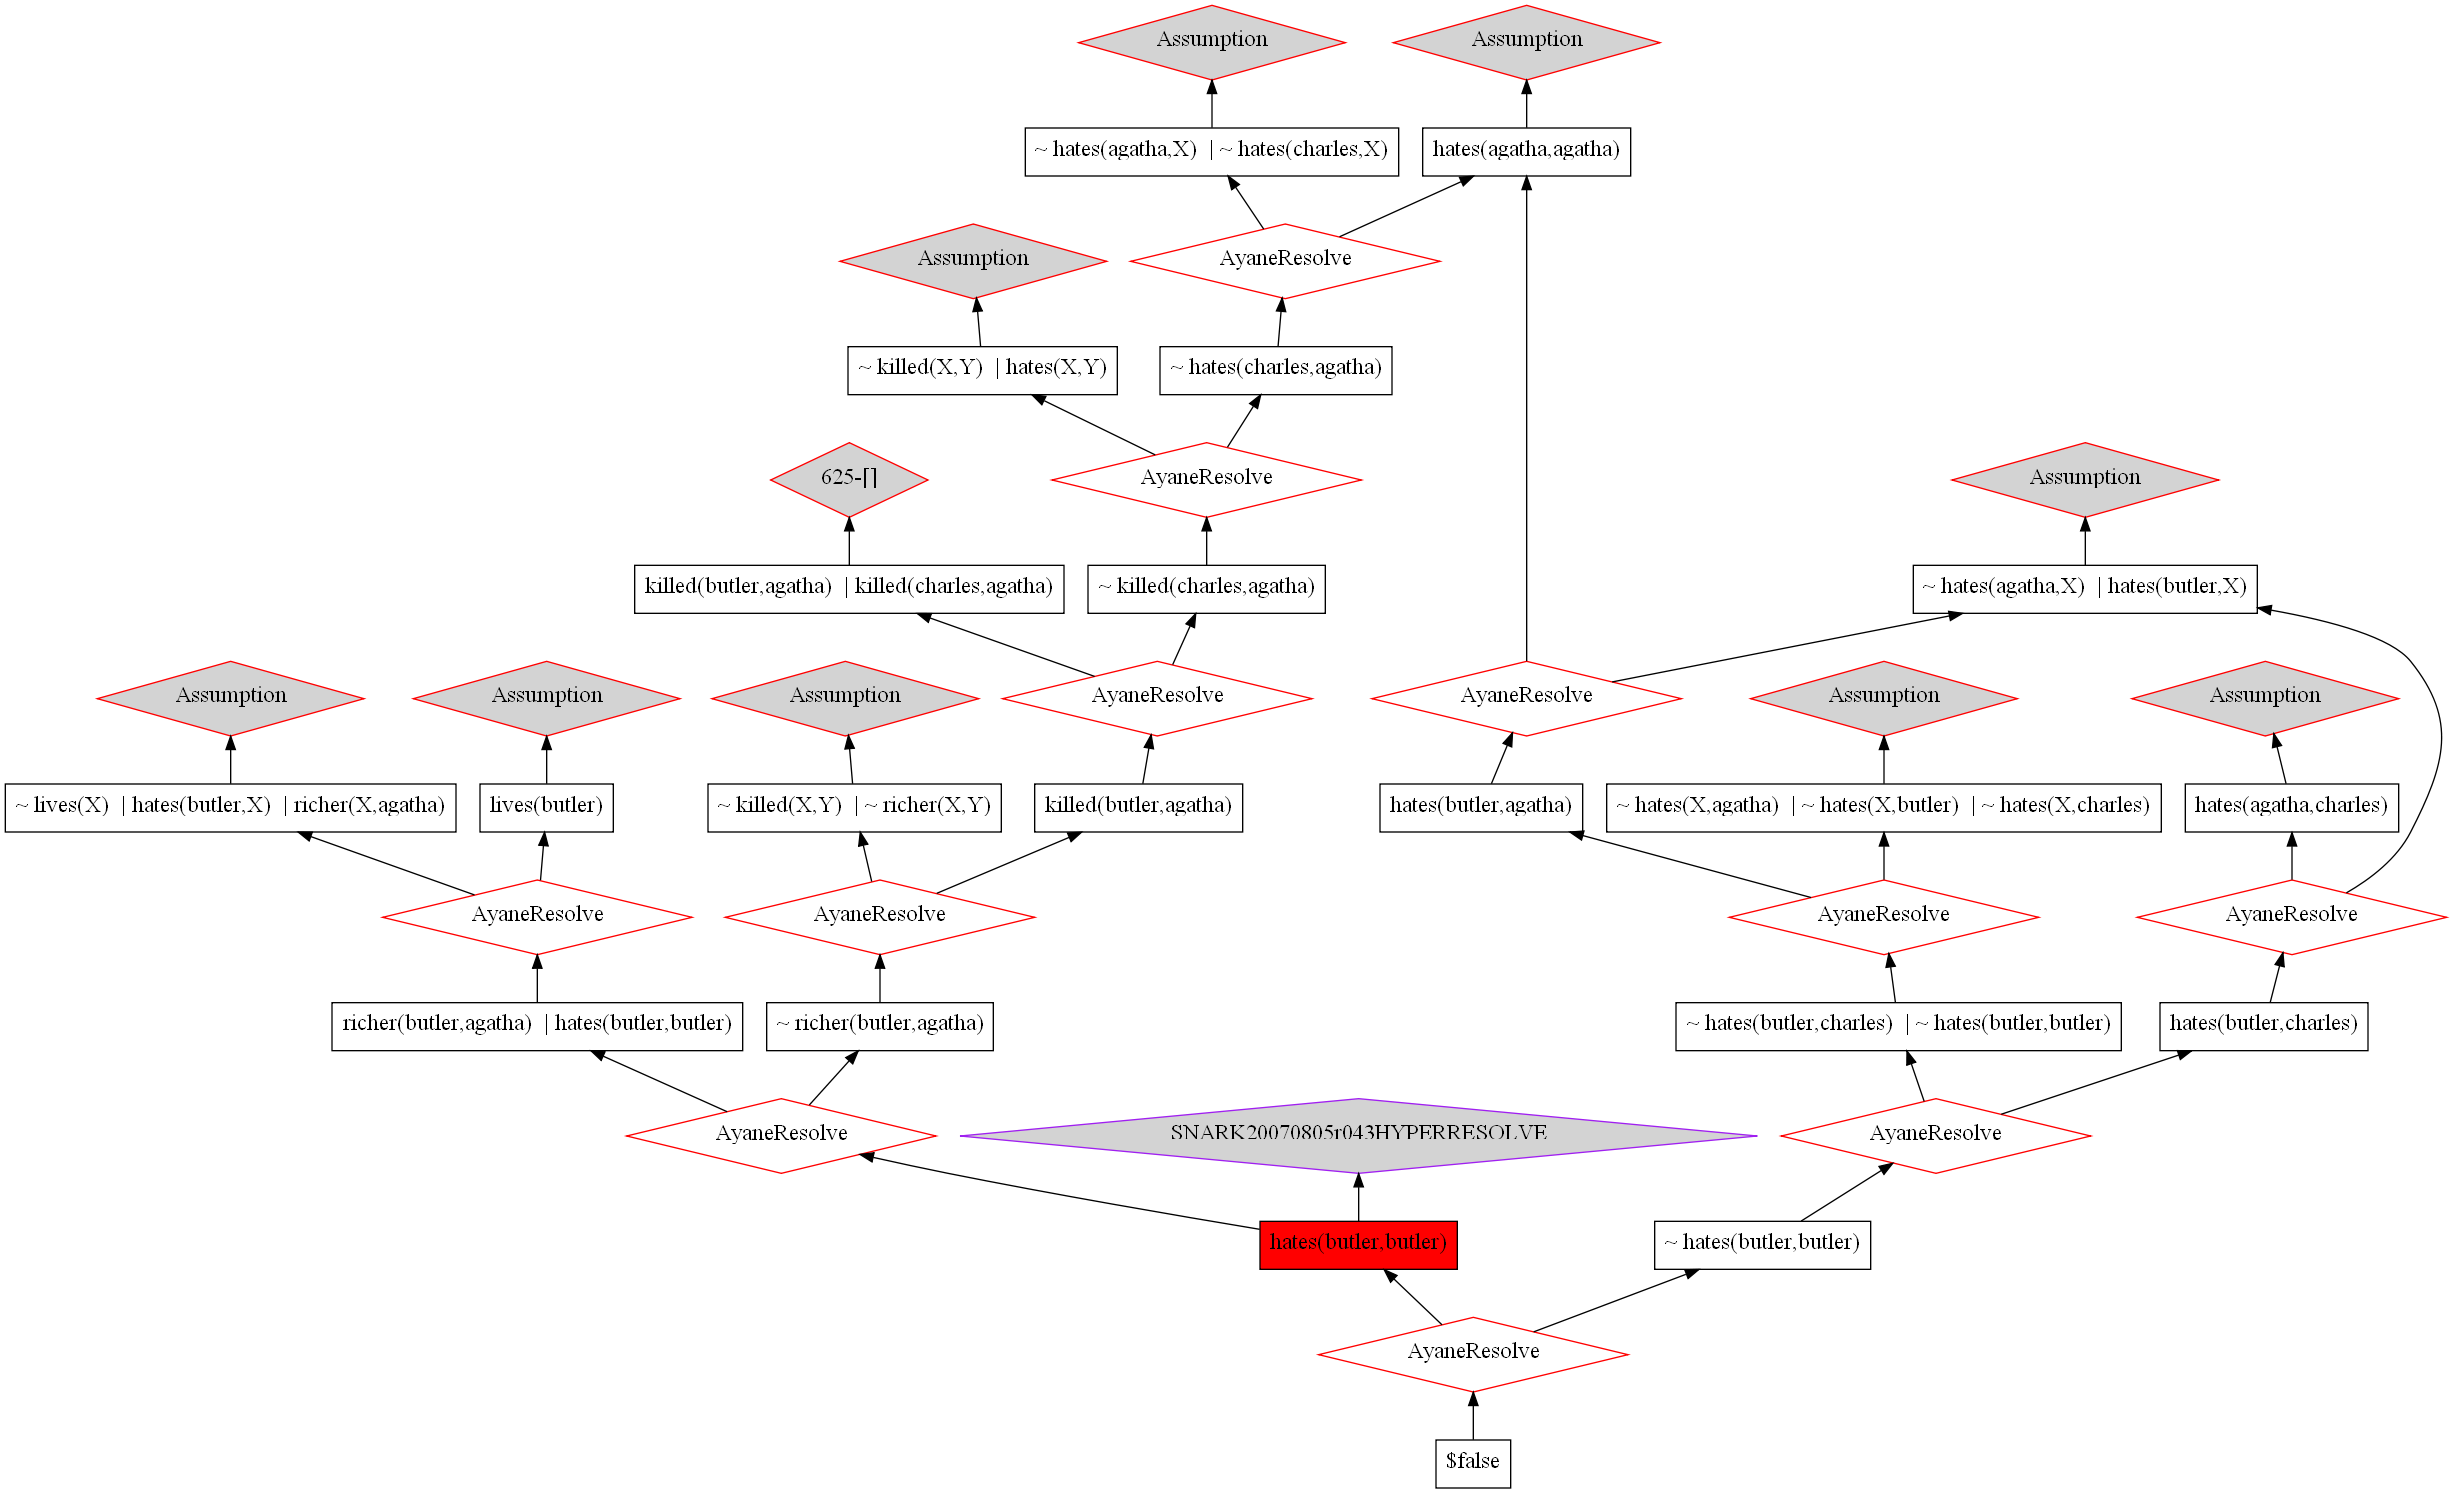 Assumption
Assumption
~ hates(agatha,X) | ~ hates(charles,X)
hates(agatha,agatha)
Assumption
AyaneResolve
~ killed(X,Y) | hates(X,Y)
~ hates(charles,agatha)
625-[]
AyaneResolve
Assumption
killed(butler,agatha) | killed(charles,agatha)
~ killed(charles,agatha)
~ hates(agatha,X) | hates(butler,X)
Assumption
Assumption
Assumption
AyaneResolve
AyaneResolve
Assumption
Assumption
~ lives(X) | hates(butler,X) | richer(X,agatha)
lives(butler)
~ killed(X,Y) | ~ richer(X,Y)
killed(butler,agatha)
hates(butler,agatha)
~ hates(X,agatha) | ~ hates(X,butler) | ~ hates(X,charles)
hates(agatha,charles)
AyaneResolve
AyaneResolve
AyaneResolve
AyaneResolve
richer(butler,agatha) | hates(butler,butler)
~ richer(butler,agatha)
~ hates(butler,charles) | ~ hates(butler,butler)
hates(butler,charles)
AyaneResolve
SNARK20070805r043HYPERRESOLVE
AyaneResolve
hates(butler,butler)
~ hates(butler,butler)
AyaneResolve
$false